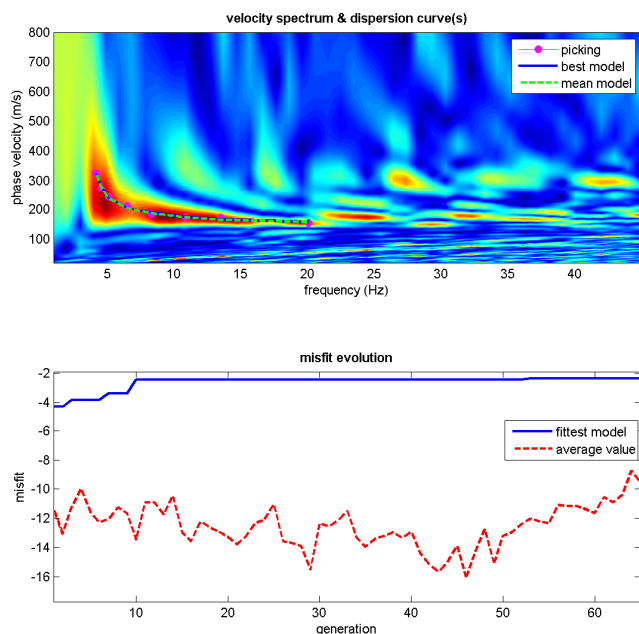 velocity spectrum & dispersion curve(s)
800
700
600
500
400
300
200
100
phase velocity (m/s)
picking
best model
mean model
5 10 15 20 25 30 35 40
frequency (Hz)
misfit evolution
-2
-4
-6
-8
-10
-12
-14
-16
misfit
fittest model
average value
10 20 30 40 50 60
generation